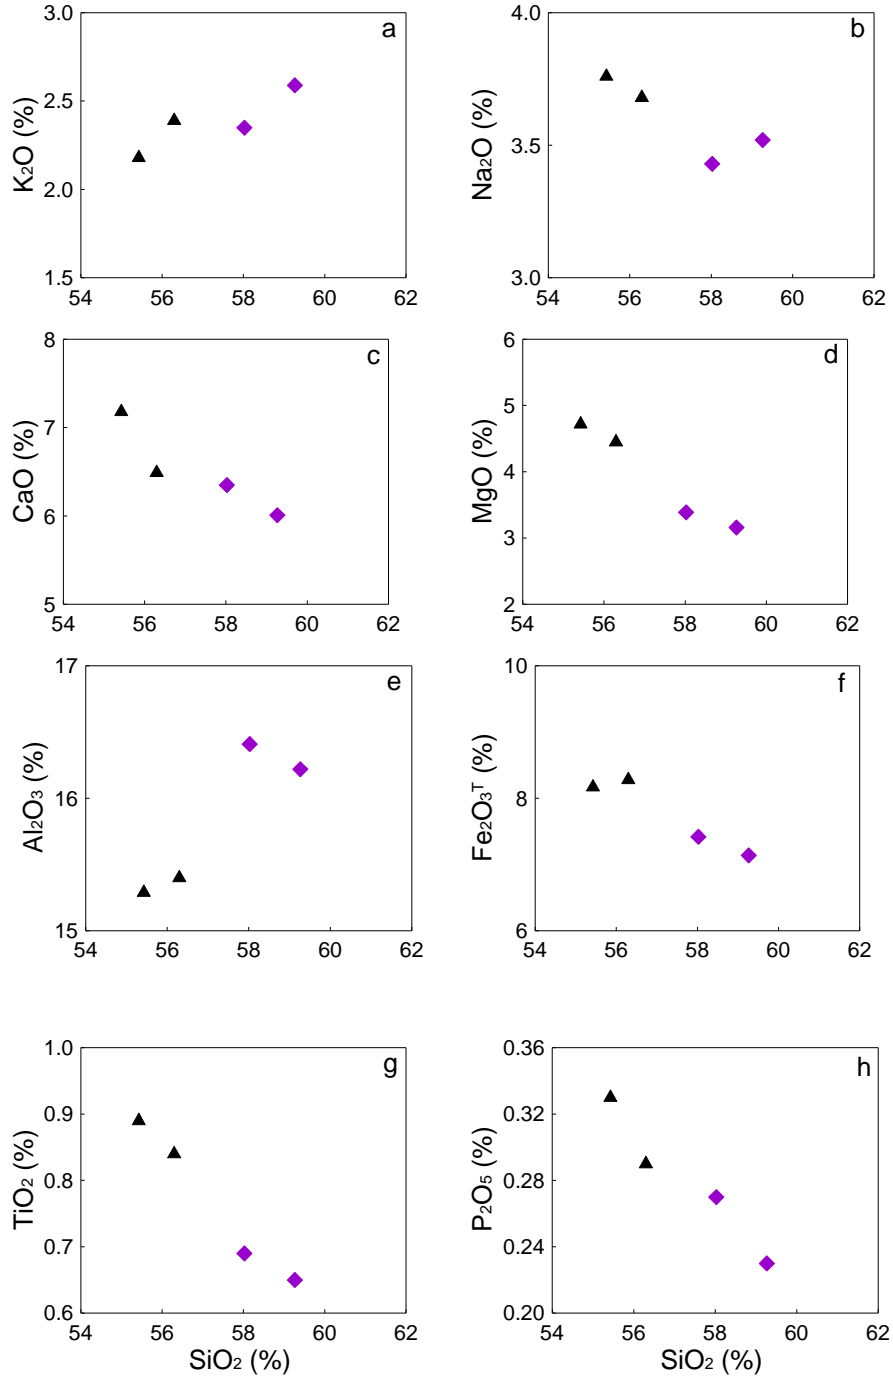 a
3.0
2.5
2.0
1.5
K₂O (%)
54 56 58 60 62
b
4.0
3.5
3.0
Na₂O (%)
54 56 58 60 62
c
8
7
6
5
CaO (%)
54 56 58 60 62
d
6
5
4
3
2
MgO (%)
54 56 58 60 62
e
17
16
15
Al₂O₃ (%)
54 56 58 60 62
f
10
8
6
Fe₂O₃ᵀ (%)
54 56 58 60 62
g
1.0
0.9
0.8
0.7
0.6
TiO₂ (%)
54 56 58 60 62
SiO₂ (%)
h
0.36
0.32
0.28
0.24
0.20
P₂O₅ (%)
54 56 58 60 62
SiO₂ (%)